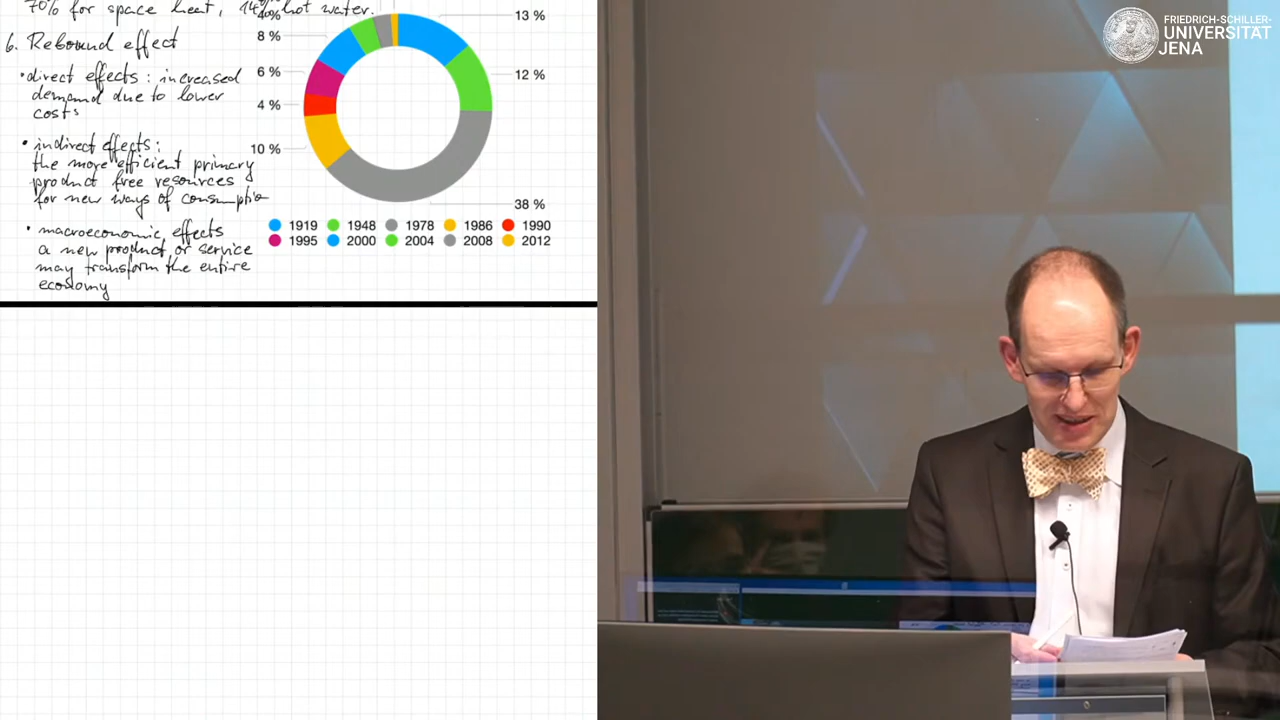 70% for space heat, 14% hot water.
6. Rebound effect
• direct effects : increased
demand due to lower
costs
• indirect effects :
the more efficient primary
product free resources
for new ways of consumptio
• macroeconomic effects
a new product or service
may transform the entire
economy
13 %
8 %
6 %
12 %
4 %
10 %
38 %
1919 1948 1978 1986 1990
1995 2000 2004 2008 2012
FRIEDRICH-SCHILLER-
UNIVERSITÄT
JENA